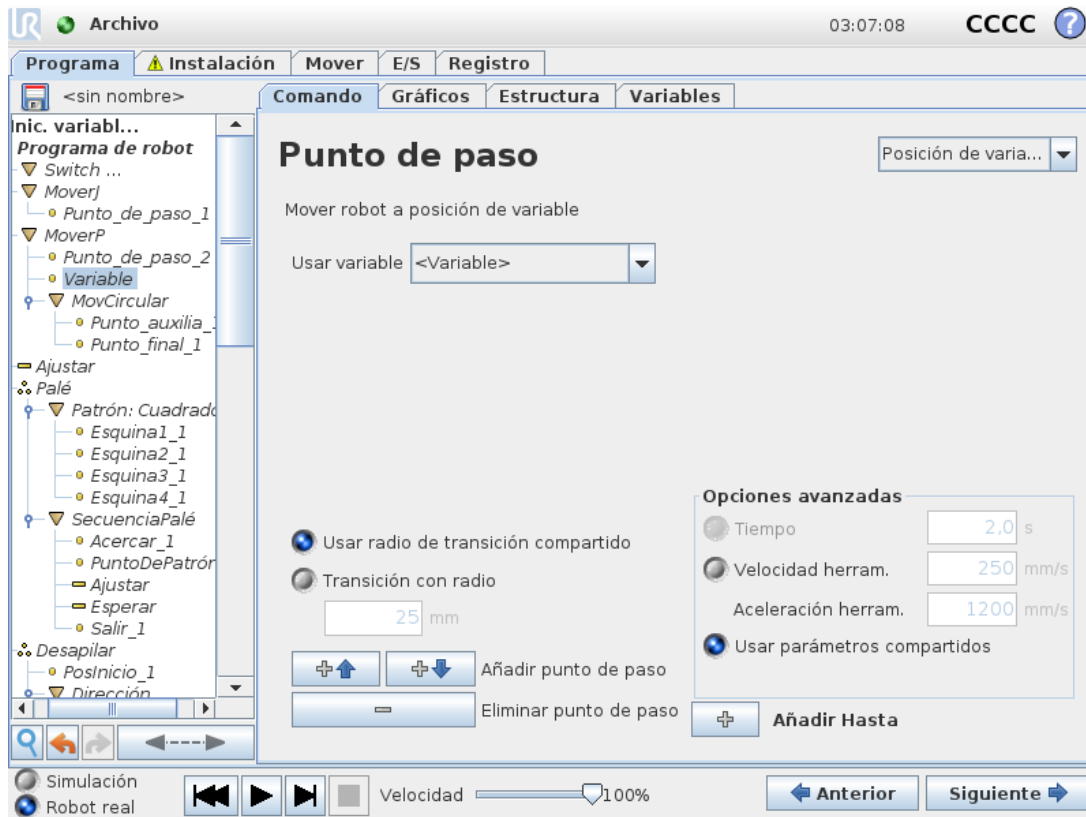 UR Archivo 03:07:08 CCCC ?
Programa Instalación Mover E/S Registro
<sin nombre> Comando Gráficos Estructura Variables
Inic. variabl...
Programa de robot
Switch ...
MoverJ
Punto_de_paso_1
MoverP
Punto_de_paso_2
Variable
MovCircular
Punto_auxilia_1
Punto_final_1
Ajustar
Palé
Patrón: Cuadrado
Esquina1_1
Esquina2_1
Esquina3_1
Esquina4_1
SecuenciaPalé
Acercar_1
PuntoDePatrón
Ajustar
Esperar
Salir_1
Desapilar
PosInicio_1
Dirección
Punto de paso
Posición de varia...
Mover robot a posición de variable
Usar variable <Variable>
Usar radio de transición compartido
Transición con radio
25 mm
Añadir punto de paso
Eliminar punto de paso
Opciones avanzadas
Tiempo 2,0 s
Velocidad herram. 250 mm/s
Aceleración herram. 1200 mm/s
Usar parámetros compartidos
Añadir Hasta
Simulación
Robot real
Velocidad 100%
Anterior Siguiente